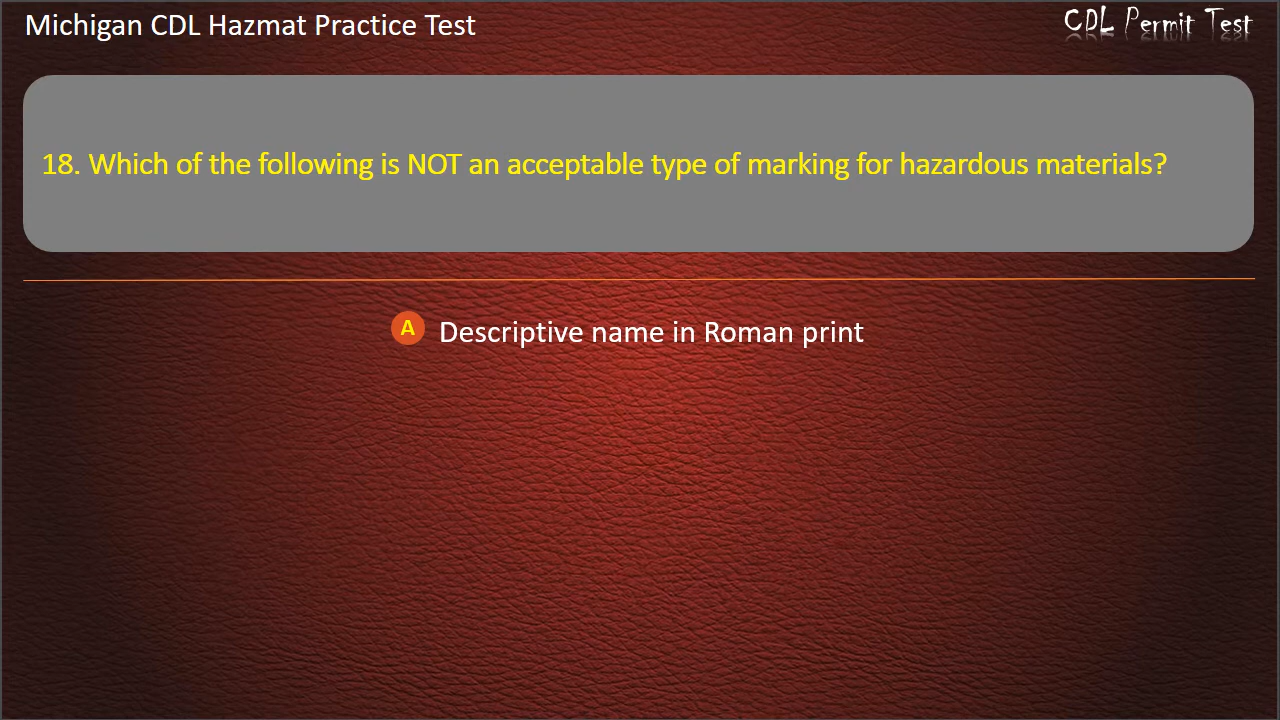 Michigan CDL Hazmat Practice Test
CDL Permit Test
18. Which of the following is NOT an acceptable type of marking for hazardous materials?
A Descriptive name in Roman print